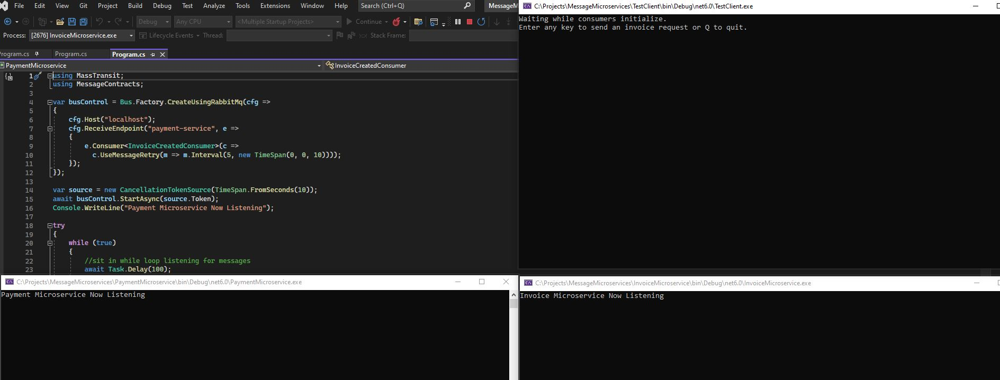 File Edit View Git Project Build Debug Test Analyze Tools Extensions Window Help Search (Ctrl+Q) MessageM
Debug Any CPU <Multiple Startup Projects> Continue
Process: [2676] InvoiceMicroservice.exe Lifecycle Events Thread: Stack Frame:
rogram.cs Program.cs Program.cs
PaymentMicroservice InvoiceCreatedConsumer
1 using MassTransit;
2 using MessageContracts;
3
4 var busControl = Bus.Factory.CreateUsingRabbitMq(cfg =>
5 {
6 cfg.Host("localhost");
7 cfg.ReceiveEndpoint("payment-service", e =>
8 {
9 e.Consumer<InvoiceCreatedConsumer>(c =>
10 c.UseMessageRetry(m => m.Interval(5, new TimeSpan(0, 0, 10))));
11 });
12 });
13
14 var source = new CancellationTokenSource(TimeSpan.FromSeconds(10));
15 await busControl.StartAsync(source.Token);
16 Console.WriteLine("Payment Microservice Now Listening");
17
18 try
19 {
20 while (true)
21 {
22 //sit in while loop listening for messages
23 await Task.Delay(100);
C:\Projects\MessageMicroservices\TestClient\bin\Debug\net6.0\TestClient.exe
Waiting while consumers initialize.
Enter any key to send an invoice request or Q to quit.
C:\Projects\MessageMicroservices\PaymentMicroservice\bin\Debug\net6.0\PaymentMicroservice.exe
Payment Microservice Now Listening
C:\Projects\MessageMicroservices\InvoiceMicroservice\bin\Debug\net6.0\InvoiceMicroservice.exe
Invoice Microservice Now Listening